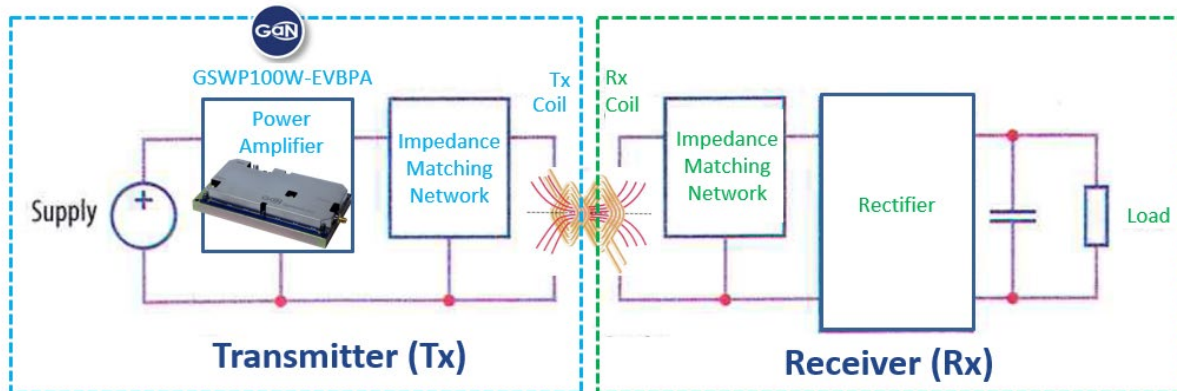 GaN
GSWP100W-EVBPA
Power
Amplifier
Impedance
Matching
Network
Tx
Coil
Rx
Coil
Impedance
Matching
Network
Rectifier
Supply
+
Load
Transmitter (Tx)
Receiver (Rx)